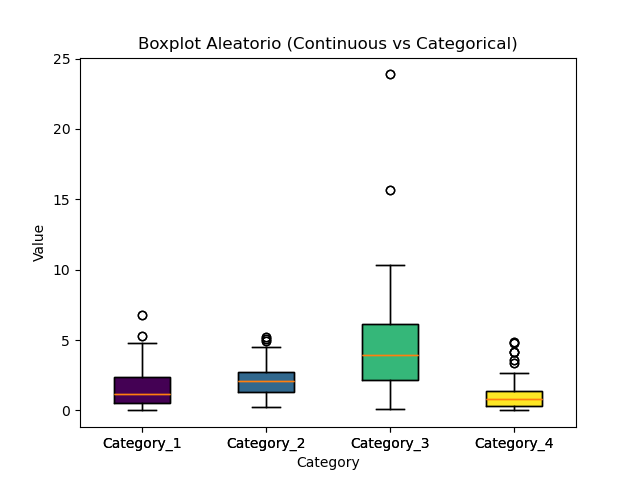 Boxplot Aleatorio (Continuous vs Categorical)
25
20
15
10
5
0
Value
Category_1 Category_2 Category_3 Category_4
Category